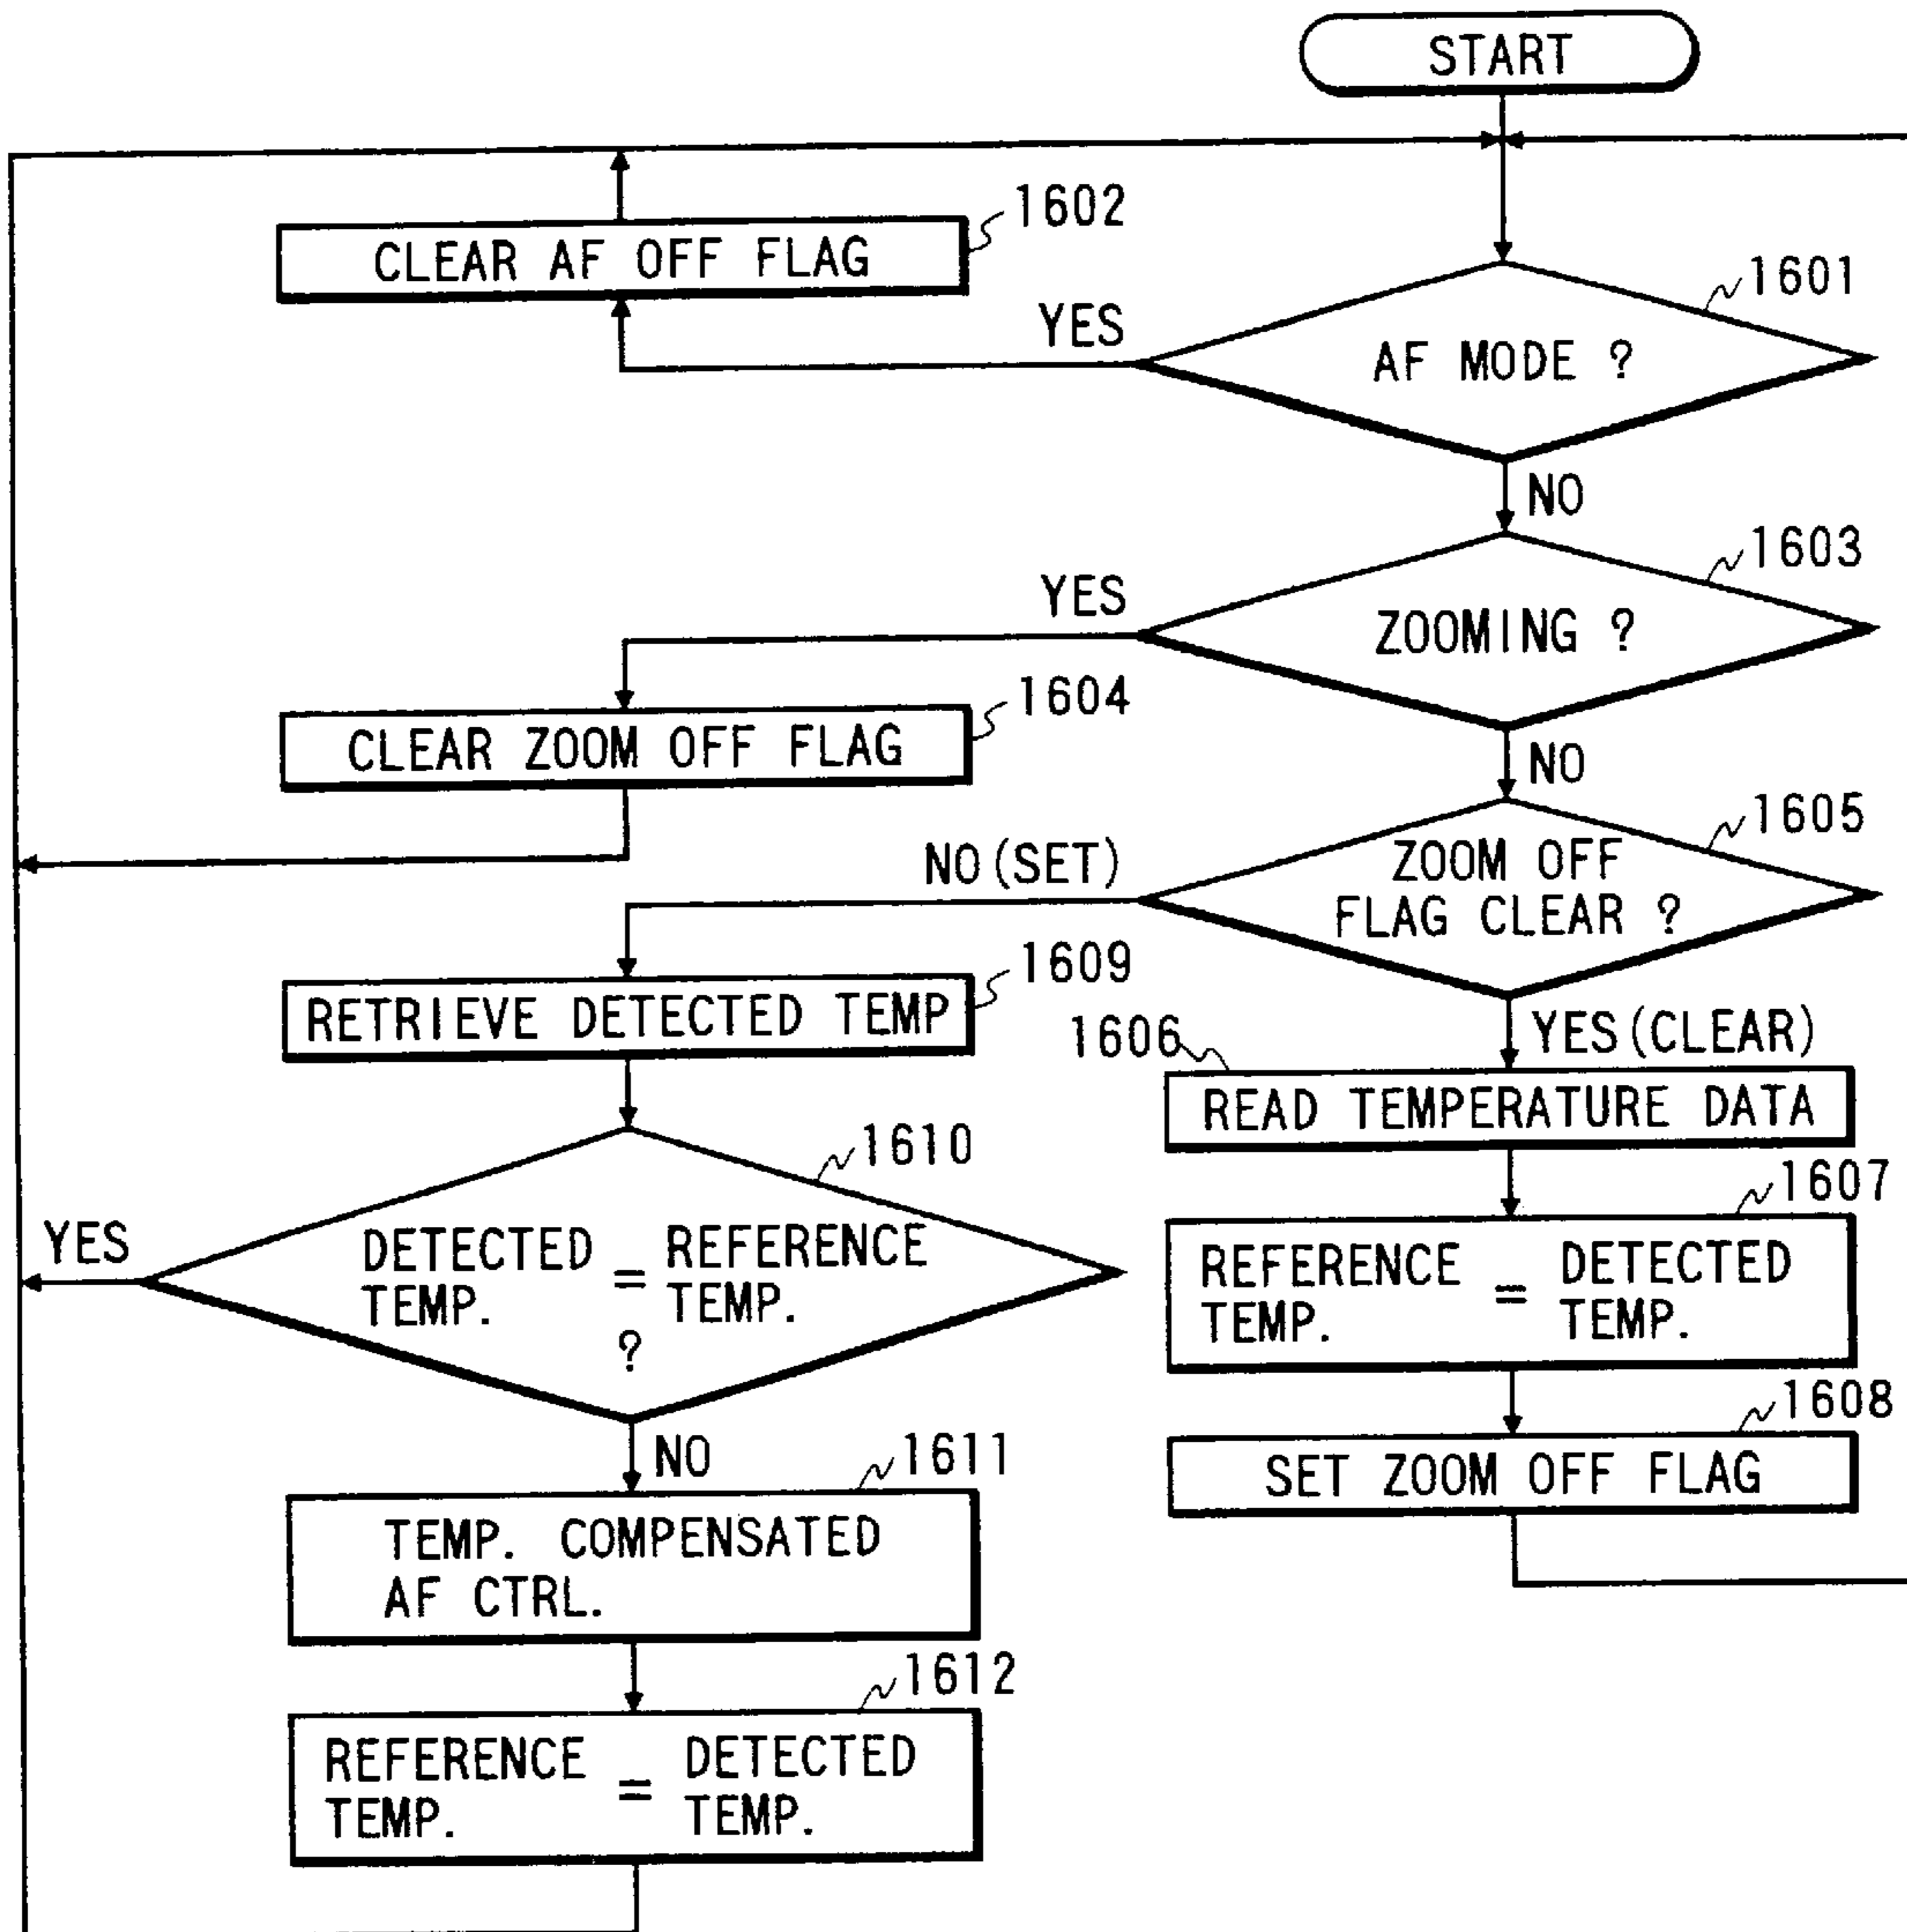 START
1602
CLEAR AF OFF FLAG
1601
YES
AF MODE ?
NO
1603
YES
ZOOMING ?
1604
CLEAR ZOOM OFF FLAG
NO
1605
NO(SET)
ZOOM OFF
FLAG CLEAR ?
1609
RETRIEVE DETECTED TEMP
YES(CLEAR)
1606
READ TEMPERATURE DATA
1610
YES
DETECTED = REFERENCE
TEMP. TEMP.
?
1607
REFERENCE = DETECTED
TEMP. TEMP.
1608
SET ZOOM OFF FLAG
NO
1611
TEMP. COMPENSATED
AF CTRL.
1612
REFERENCE = DETECTED
TEMP. TEMP.